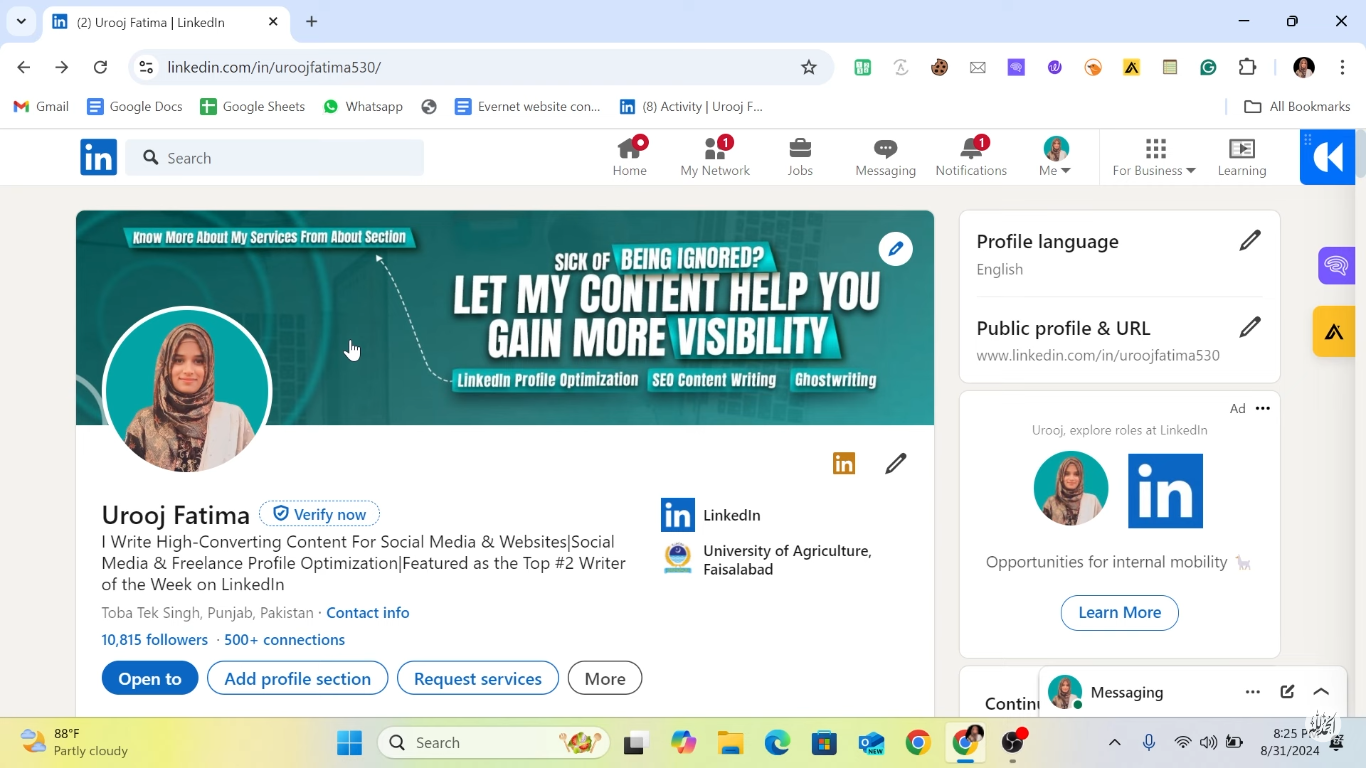 (2) Urooj Fatima | LinkedIn
linkedin.com/in/uroojfatima530/
Gmail
Google Docs
Google Sheets
Whatsapp
Evernet website con...
(8) Activity | Urooj F...
All Bookmarks
in
Search
Home
1
My Network
Jobs
Messaging
1
Notifications
Me
For Business
Learning
Know More About My Services From About Section
SICK OF BEING IGNORED?
LET MY CONTENT HELP YOU
GAIN MORE VISIBILITY
LinkedIn Profile Optimization SEO Content Writing Ghostwriting
in
Urooj Fatima
Verify now
I Write High-Converting Content For Social Media & Websites|Social
Media & Freelance Profile Optimization|Featured as the Top #2 Writer
of the Week on LinkedIn
Toba Tek Singh, Punjab, Pakistan · Contact info
10,815 followers · 500+ connections
Open to
Add profile section
Request services
More
in
LinkedIn
University of Agriculture,
Faisalabad
Profile language
English
Public profile & URL
www.linkedin.com/in/uroojfatima530
Ad
Urooj, explore roles at LinkedIn
in
Opportunities for internal mobility
Learn More
Messaging
88°F
Partly cloudy
Search
8:25
8/31/2024